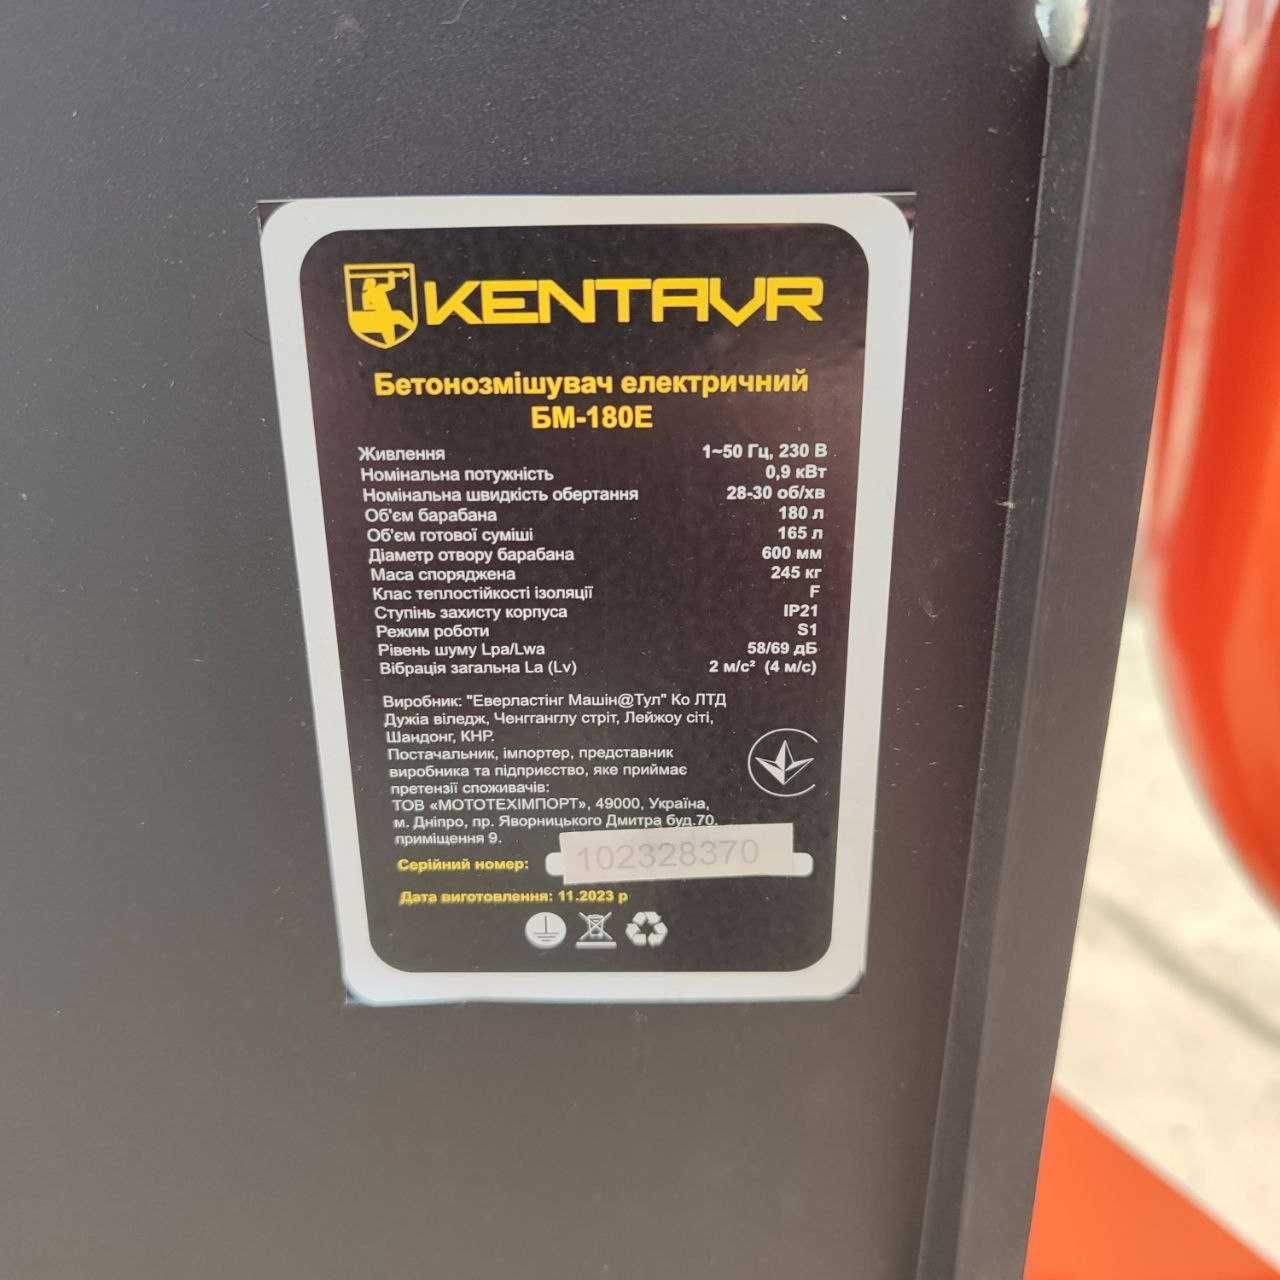 KENTAVR
Бетонозмішувач електричний
БМ-180Е
Живлення 1~50 Гц, 230 В
Номінальна потужність 0,9 кВт
Номінальна швидкість обертання 28-30 об/хв
Об'єм барабана 180 л
Об'єм готової суміші 165 л
Діаметр отвору барабана 600 мм
Маса споряджена 245 кг
Клас теплостійкості ізоляції F
Ступінь захисту корпуса IP21
Режим роботи S1
Рівень шуму Lpa/Lwa 58/69 дБ
Вібрація загальна La (Lv) 2 м/с² (4 м/с)
Виробник: "Еверластінг Машін@Тул" Ко ЛТД
Дужіа віледж, Ченгганглу стріт, Лейжоу сіті,
Шандонг, КНР.
Постачальник, імпортер, представник
виробника та підприємство, яке приймає
претензії споживачів:
ТОВ «МОТОТЕХІМПОРТ», 49000, Україна,
м. Дніпро, пр. Яворницького Дмитра буд.70,
приміщення 9.
Серійний номер: 102328370
Дата виготовлення: 11.2023 р